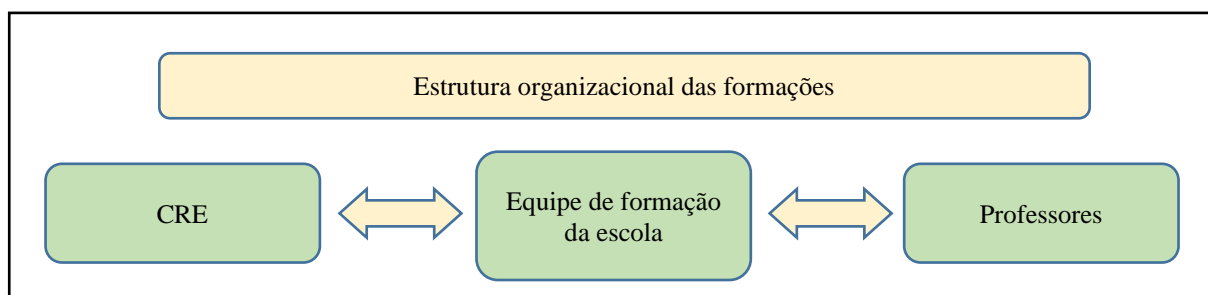 Estrutura organizacional das formações
CRE
Equipe de formação
da escola
Professores